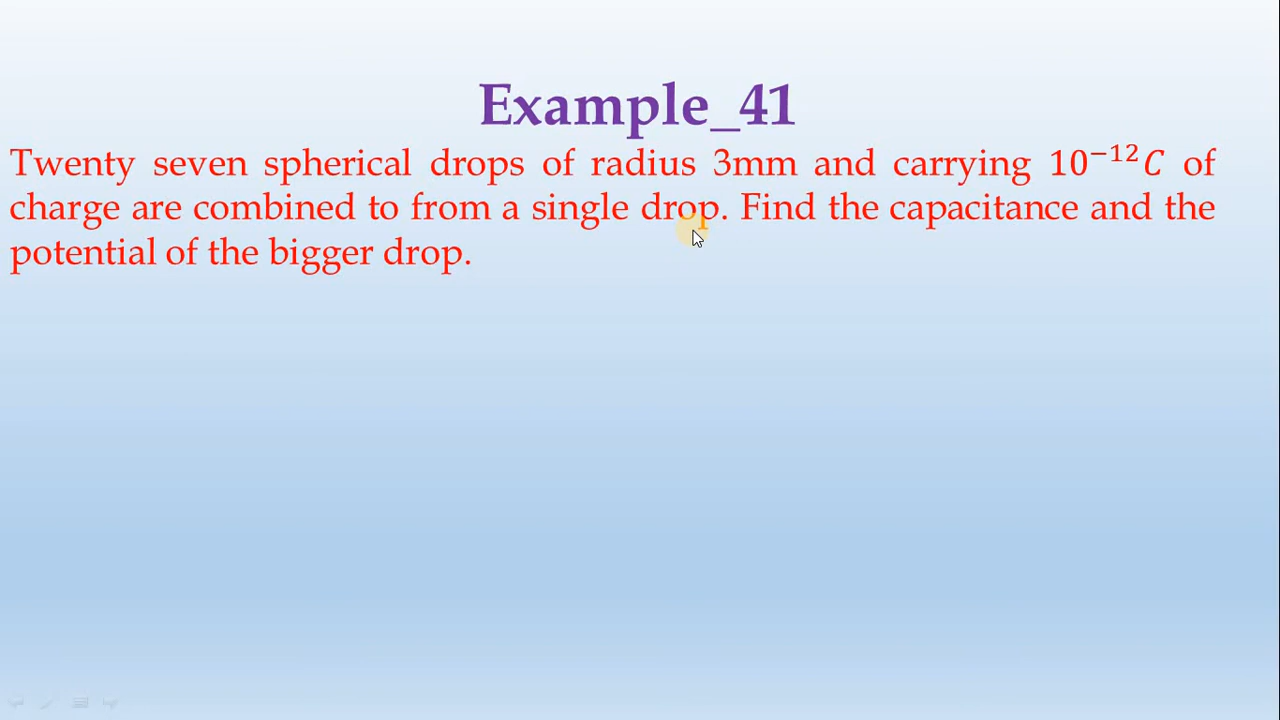 Example_41
Twenty seven spherical drops of radius 3mm and carrying 10⁻¹²C of
charge are combined to from a single drop. Find the capacitance and the
potential of the bigger drop.